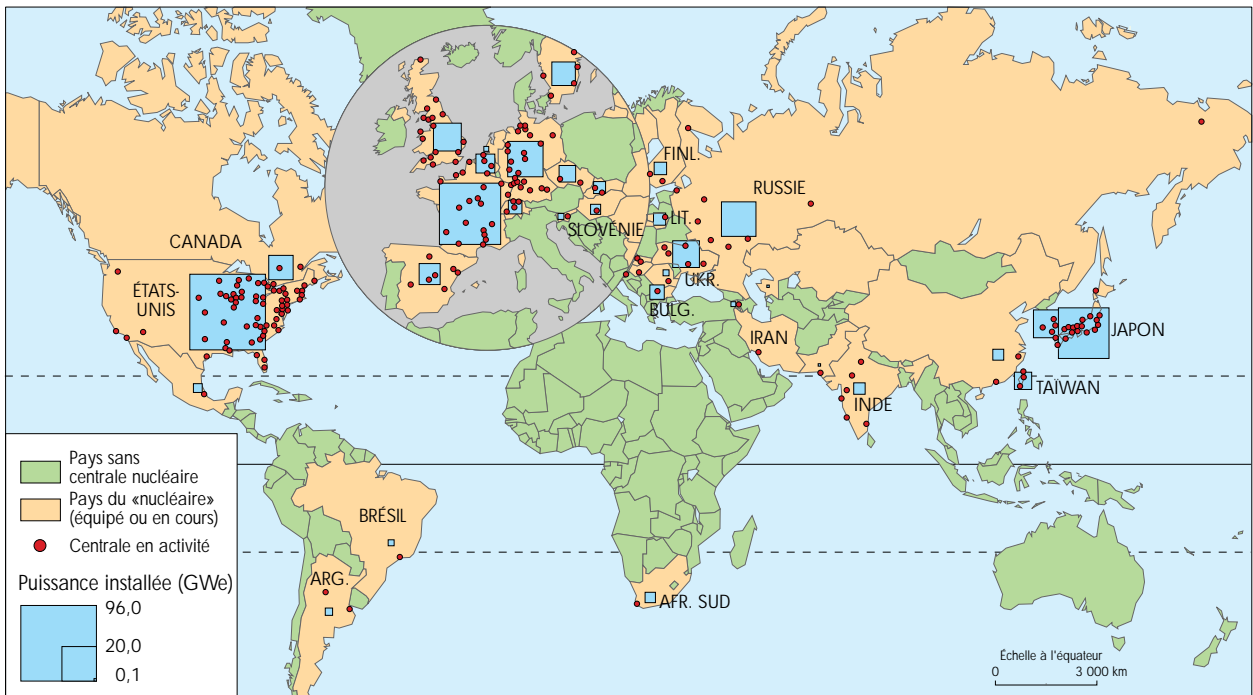 FINL.
RUSSIE
LIT.
SLOVÉNIE
CANADA
UKR.
ÉTATS-
UNIS
BULG.
IRAN
JAPON
TAÏWAN
INDE
Pays sans
centrale nucléaire
Pays du «nucléaire»
(équipé ou en cours)
Centrale en activité
Puissance installée (GWe)
96,0
20,0
0,1
BRÉSIL
ARG.
AFR. SUD
Échelle à l'équateur
0 3 000 km